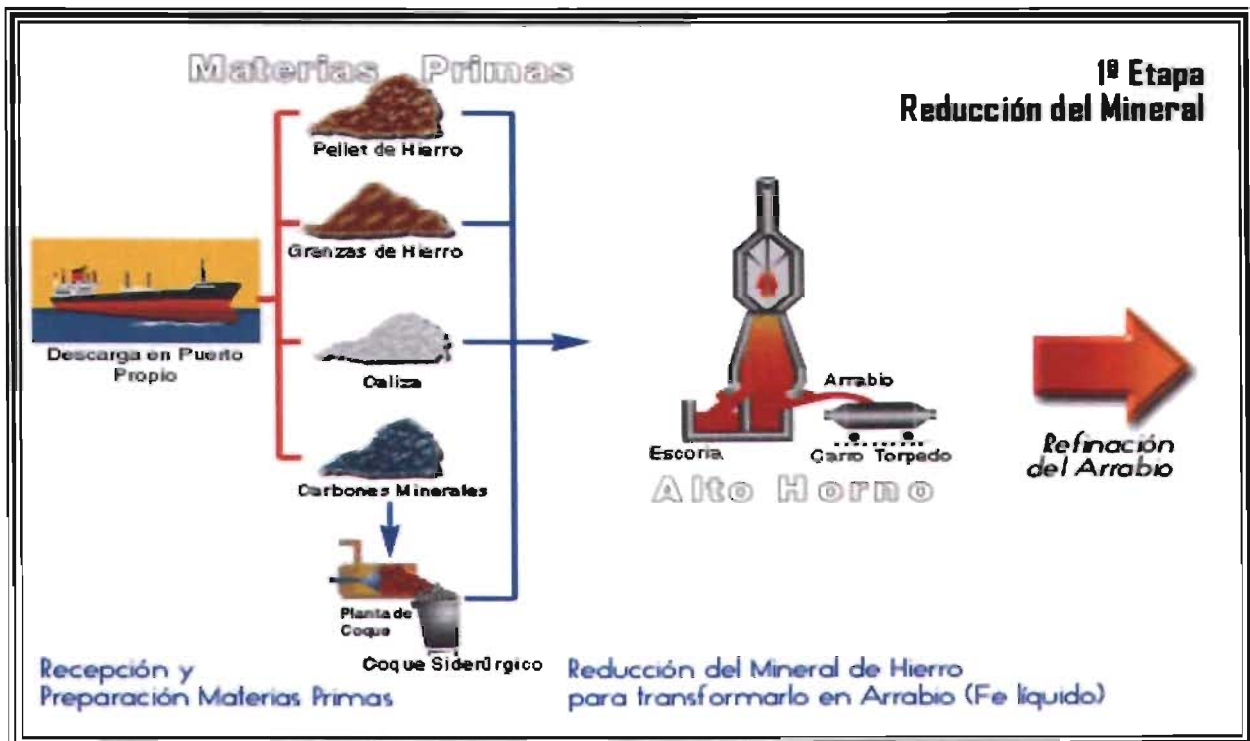 Materias Primas
1ª Etapa
Reducción del Mineral
Pellet de Hierro
Granzas de Hierro
Descarga en Puerto
Propio
Caliza
Carbones Minerales
Planta de
Coque
Coque Siderúrgico
Recepción y
Preparación Materias Primas
Arrabio
Escoria
Carro Torpedo
Alto Horno
Reducción del Mineral de Hierro
para transformarlo en Arrabio (Fe líquido)
Refinación
del Arrabio